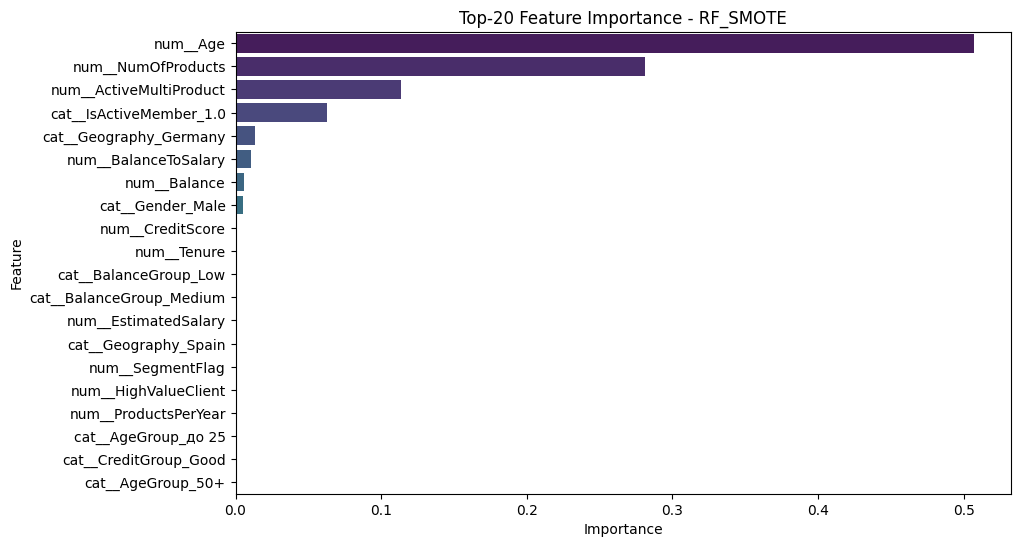 Top-20 Feature Importance - RF_SMOTE
num__Age
num__NumOfProducts
num__ActiveMultiProduct
cat__IsActiveMember_1.0
cat__Geography_Germany
num__BalanceToSalary
num__Balance
cat__Gender_Male
num__CreditScore
num__Tenure
cat__BalanceGroup_Low
cat__BalanceGroup_Medium
num__EstimatedSalary
cat__Geography_Spain
num__SegmentFlag
num__HighValueClient
num__ProductsPerYear
cat__AgeGroup_до 25
cat__CreditGroup_Good
cat__AgeGroup_50+
Feature
0.0 0.1 0.2 0.3 0.4 0.5
Importance